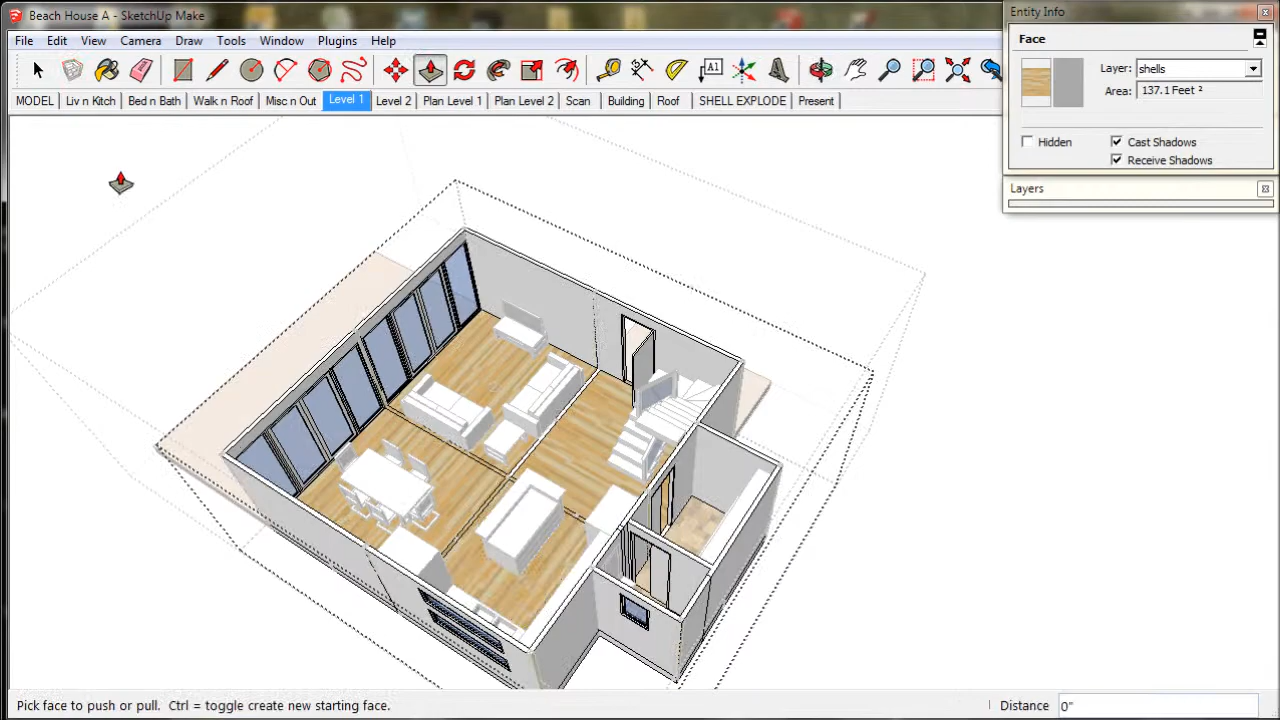 Beach House A - SketchUp Make
File Edit View Camera Draw Tools Window Plugins Help
A1
MODEL Liv n Kitch Bed n Bath Walk n Roof Misc n Out Level 1 Level 2 Plan Level 1 Plan Level 2 Scan Building Roof SHELL EXPLODE Present
Entity Info
Face
Layer: shells
Area: 137.1 Feet ²
Hidden Cast Shadows
Receive Shadows
Layers
Pick face to push or pull. Ctrl = toggle create new starting face. Distance 0"